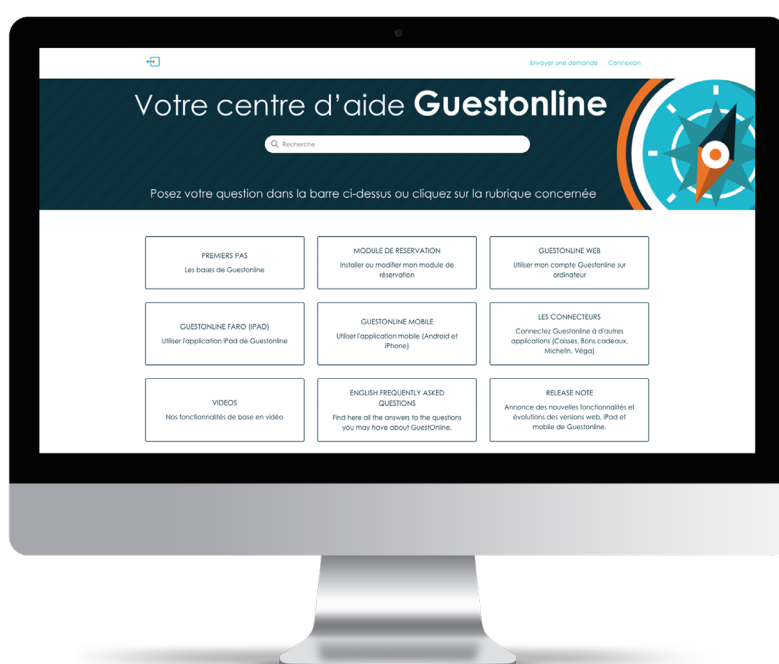 Envoyer une demande Connexion
Votre centre d'aide Guestonline
Recherche
Posez votre question dans la barre ci-dessus ou cliquez sur la rubrique concernée
PREMIERS PAS
Les bases de Guestonline
MODULE DE RESERVATION
Installer ou modifier mon module de
réservation
GUESTONLINE WEB
Utiliser mon compte Guestonline sur
ordinateur
GUESTONLINE FARO (IPAD)
Utiliser l'application iPad de Guestonline
GUESTONLINE MOBILE
Utiliser l'application mobile (Android et
iPhone)
LES CONNECTEURS
Connectez Guestonline à d'autres
applications (Caisses, Bons cadeaux,
Michelin, Véga)
VIDEOS
Nos fonctionnalités de base en vidéo
ENGLISH FREQUENTLY ASKED
QUESTIONS
Find here all the answers to the questions
you may have about GuestOnline.
RELEASE NOTE
Annonce des nouvelles fonctionnalités et
évolutions des versions web, iPad et
mobile de Guestonline.